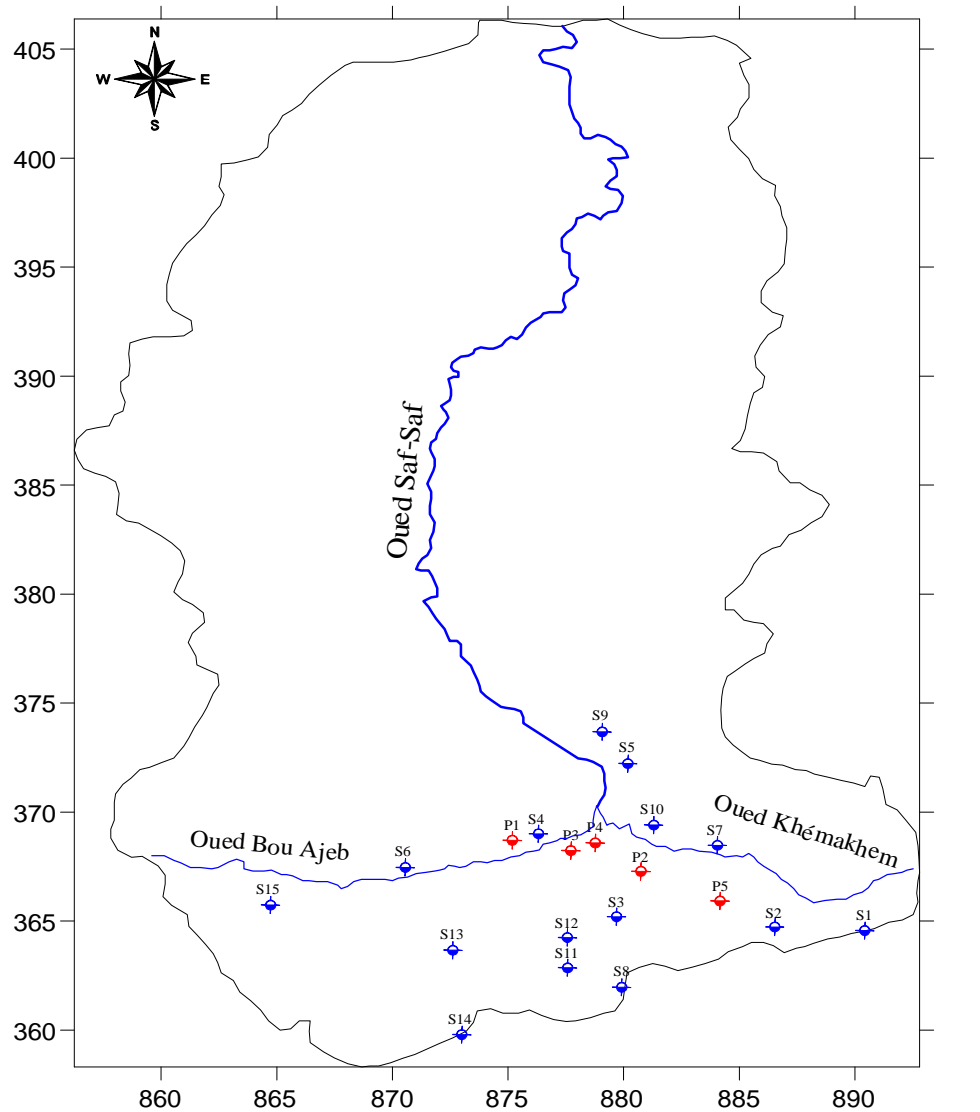 405
N
W E
S
400
395
390
Oued Saf-Saf
385
380
375
S9
S5
370
S10
Oued Khémakhem
P1
S4
P3
P4
S7
Oued Bou Ajeb
S6
P2
S15
P5
365
S3
S2
S1
S12
S13
S11
S8
S14
360
860 865 870 875 880 885 890